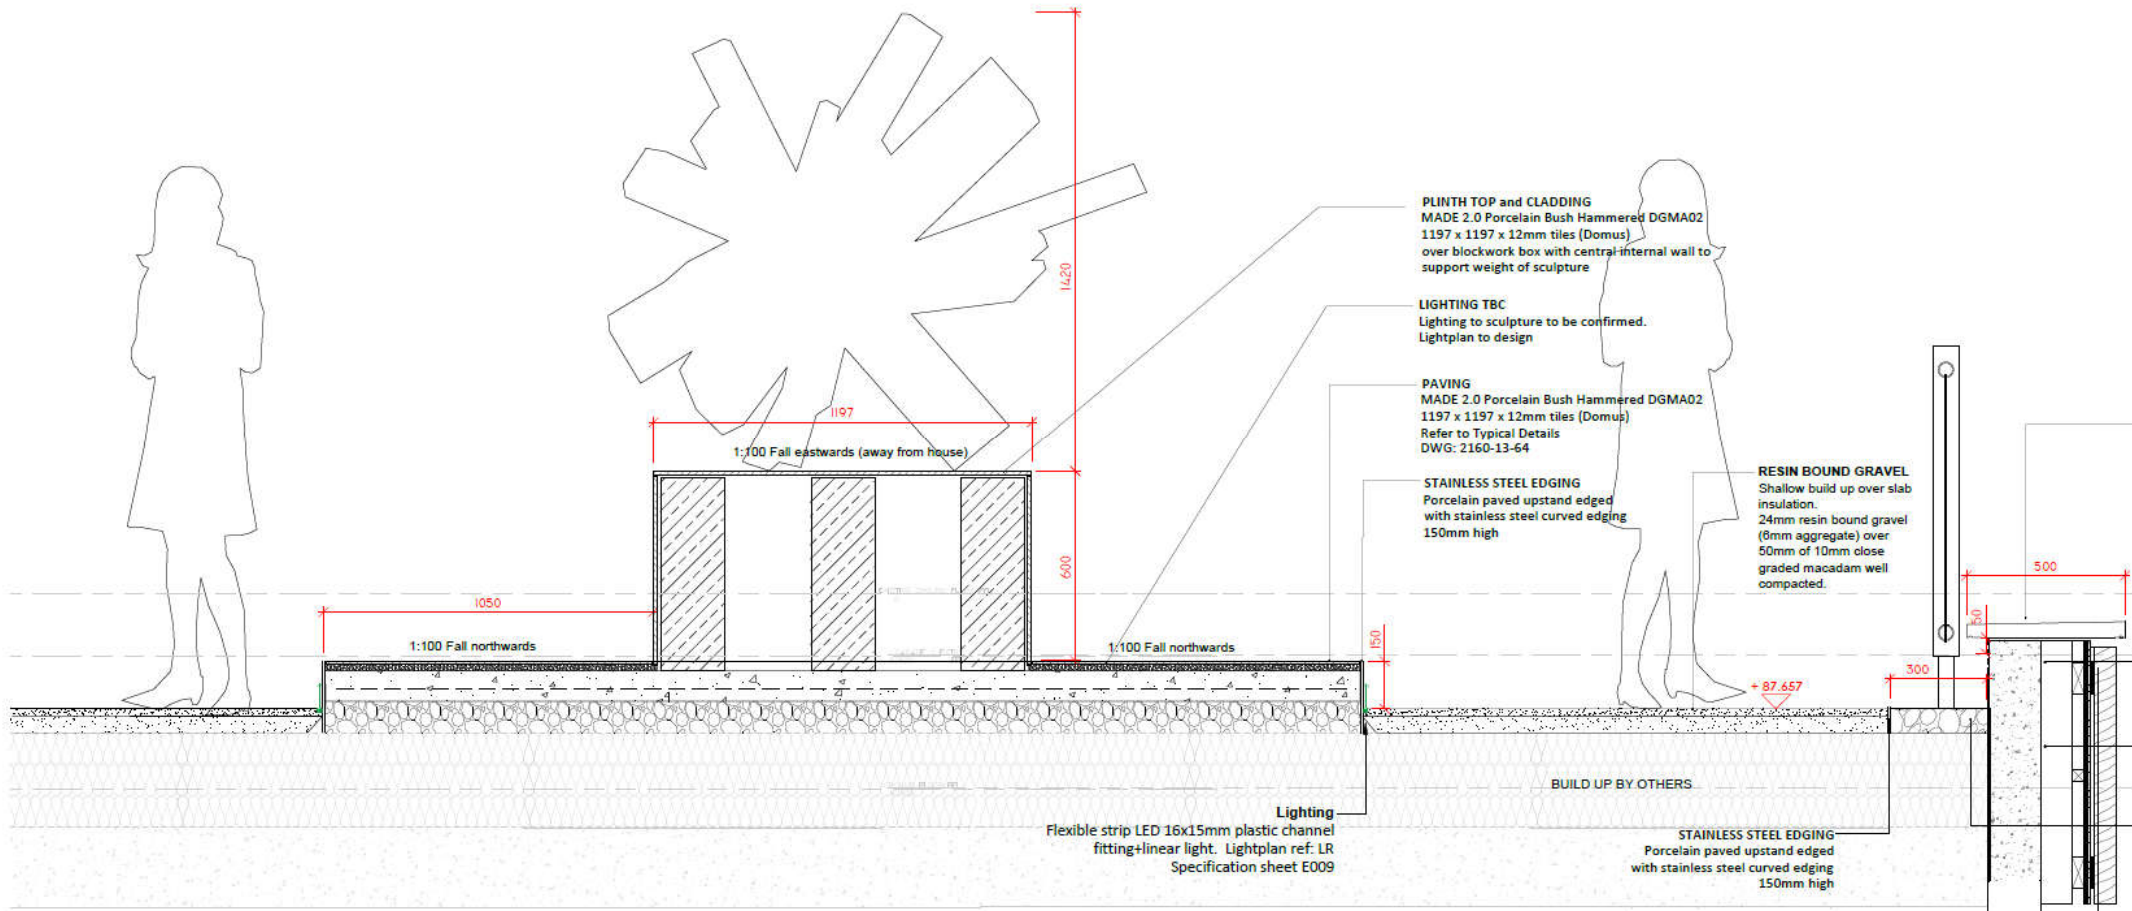 1420
PLINTH TOP and CLADDING
MADE 2.0 Porcelain Bush Hammered DGMA02
1197 x 1197 x 12mm tiles (Domus)
over blockwork box with central internal wall to
support weight of sculpture
LIGHTING TBC
Lighting to sculpture to be confirmed.
Lightplan to design
PAVING
MADE 2.0 Porcelain Bush Hammered DGMA02
1197 x 1197 x 12mm tiles (Domus)
Refer to Typical Details
DWG: 2160-13-64
1197
1:100 Fall eastwards (away from house)
STAINLESS STEEL EDGING
Porcelain paved upstand edged
with stainless steel curved edging
150mm high
RESIN BOUND GRAVEL
Shallow build up over slab
insulation.
24mm resin bound gravel
(6mm aggregate) over
50mm of 10mm close
graded macadam well
compacted.
600
500
1050
50
150
1:100 Fall northwards
1:100 Fall northwards
300
+ 87.657
BUILD UP BY OTHERS
Lighting
Flexible strip LED 16x15mm plastic channel
fitting+linear light. Lightplan ref: LR
Specification sheet E009
STAINLESS STEEL EDGING
Porcelain paved upstand edged
with stainless steel curved edging
150mm high